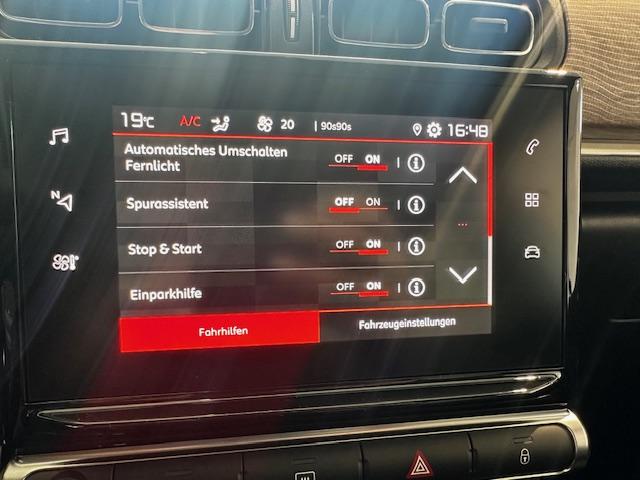 19°C A/C 20 | 90s90s 16:48
Automatisches Umschalten
Fernlicht
OFF ON
Spurassistent OFF ON
Stop & Start OFF ON
Einparkhilfe OFF ON
Fahrhilfen Fahrzeugeinstellungen
N